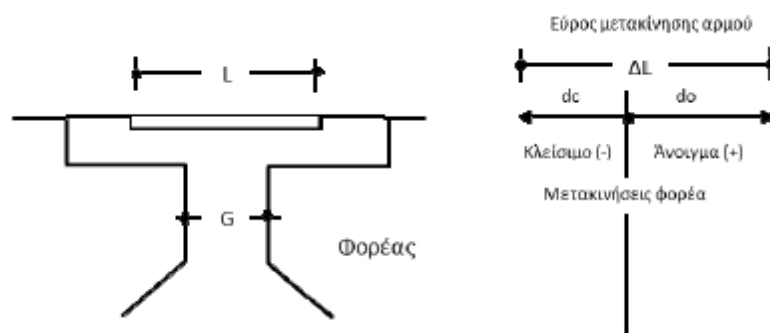 Εύρος μετακίνησης αρμού
L
ΔL
dc
do
Κλείσιμο (-)
Άνοιγμα (+)
Μετακινήσεις φορέα
G
Φορέας